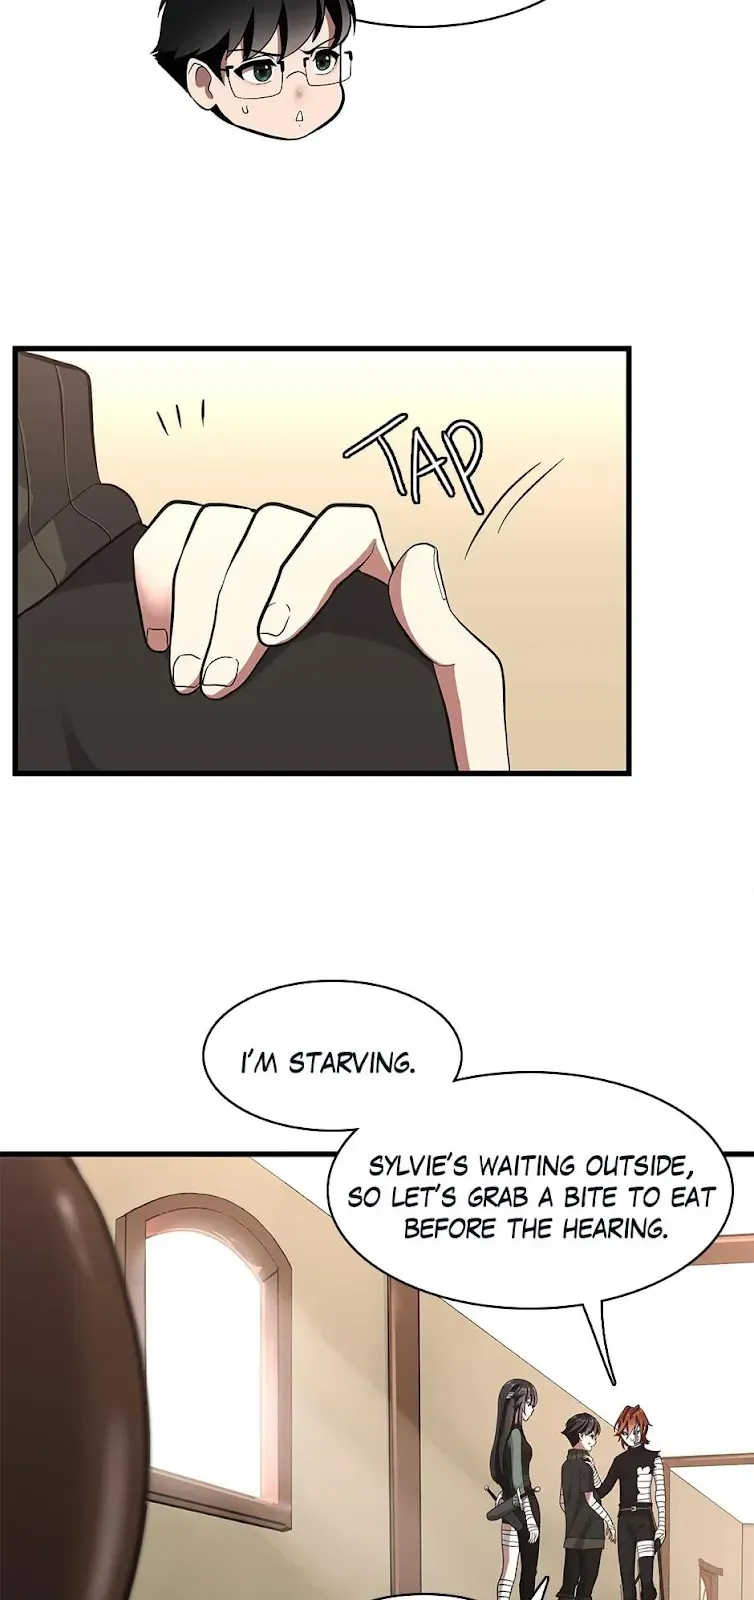 TAP
I'M STARVING.
SYLVIE'S WAITING OUTSIDE,
SO LET'S GRAB A BITE TO EAT
BEFORE THE HEARING.